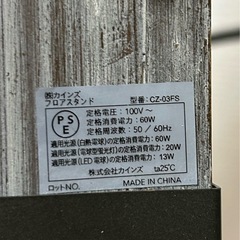 ㈱カインズ
フロアスタンド 型番: CZ-03FS
PS
E
定格電圧: 100V～
定格消費電力: 60W
定格周波数: 50／60Hz
適用光源(白熱電球)の定格消費電力: 60W
適用光源(電球型蛍光灯)の定格消費電力: 20W
適用光源(LED電球)の定格消費電力: 13W
株式会社カインズ ta25℃
ロットNO. MADE IN CHINA